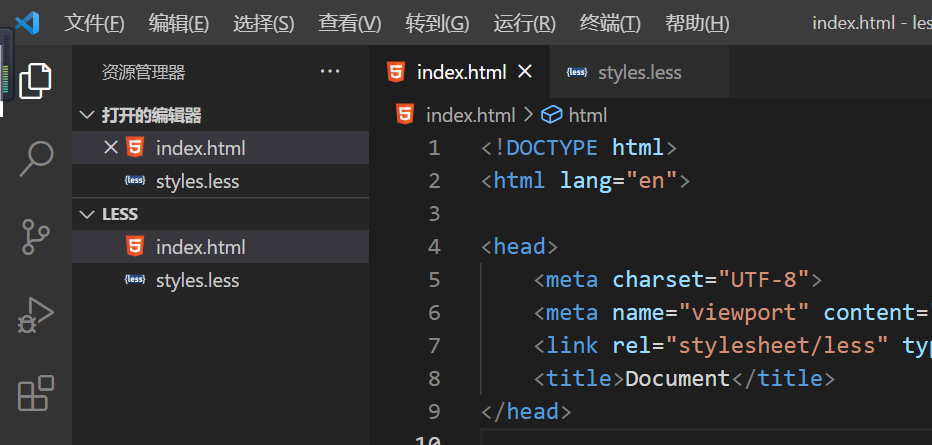 文件(F) 编辑(E) 选择(S) 查看(V) 转到(G) 运行(R) 终端(T) 帮助(H) index.html - les
资源管理器 ···
打开的编辑器
index.html
styles.less
LESS
index.html
styles.less
index.html
styles.less
index.html > html
1 <!DOCTYPE html>
2 <html lang="en">
3
4 <head>
5 <meta charset="UTF-8">
6 <meta name="viewport" content=
7 <link rel="stylesheet/less" typ
8 <title>Document</title>
9 </head>
10